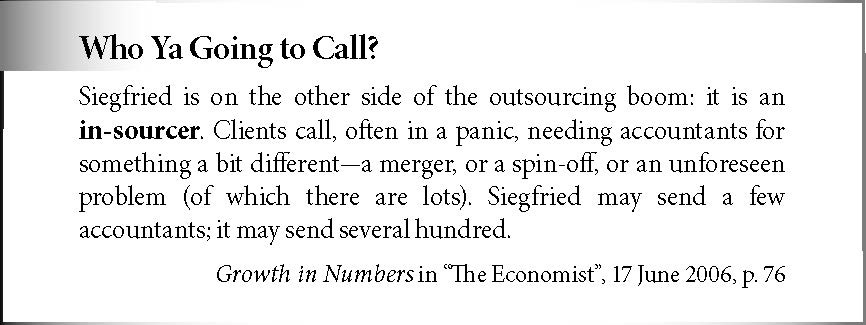 Who Ya Going to Call?
Siegfried is on the other side of the outsourcing boom: it is an
in-sourcer. Clients call, often in a panic, needing accountants for
something a bit different—a merger, or a spin-off, or an unforeseen
problem (of which there are lots). Siegfried may send a few
accountants; it may send several hundred.
Growth in Numbers in “The Economist”, 17 June 2006, p. 76